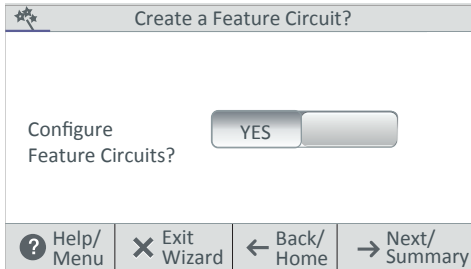 Create a Feature Circuit?
Configure
Feature Circuits?
YES
? Help/
Menu
Exit
Wizard
Back/
Home
Next/
Summary